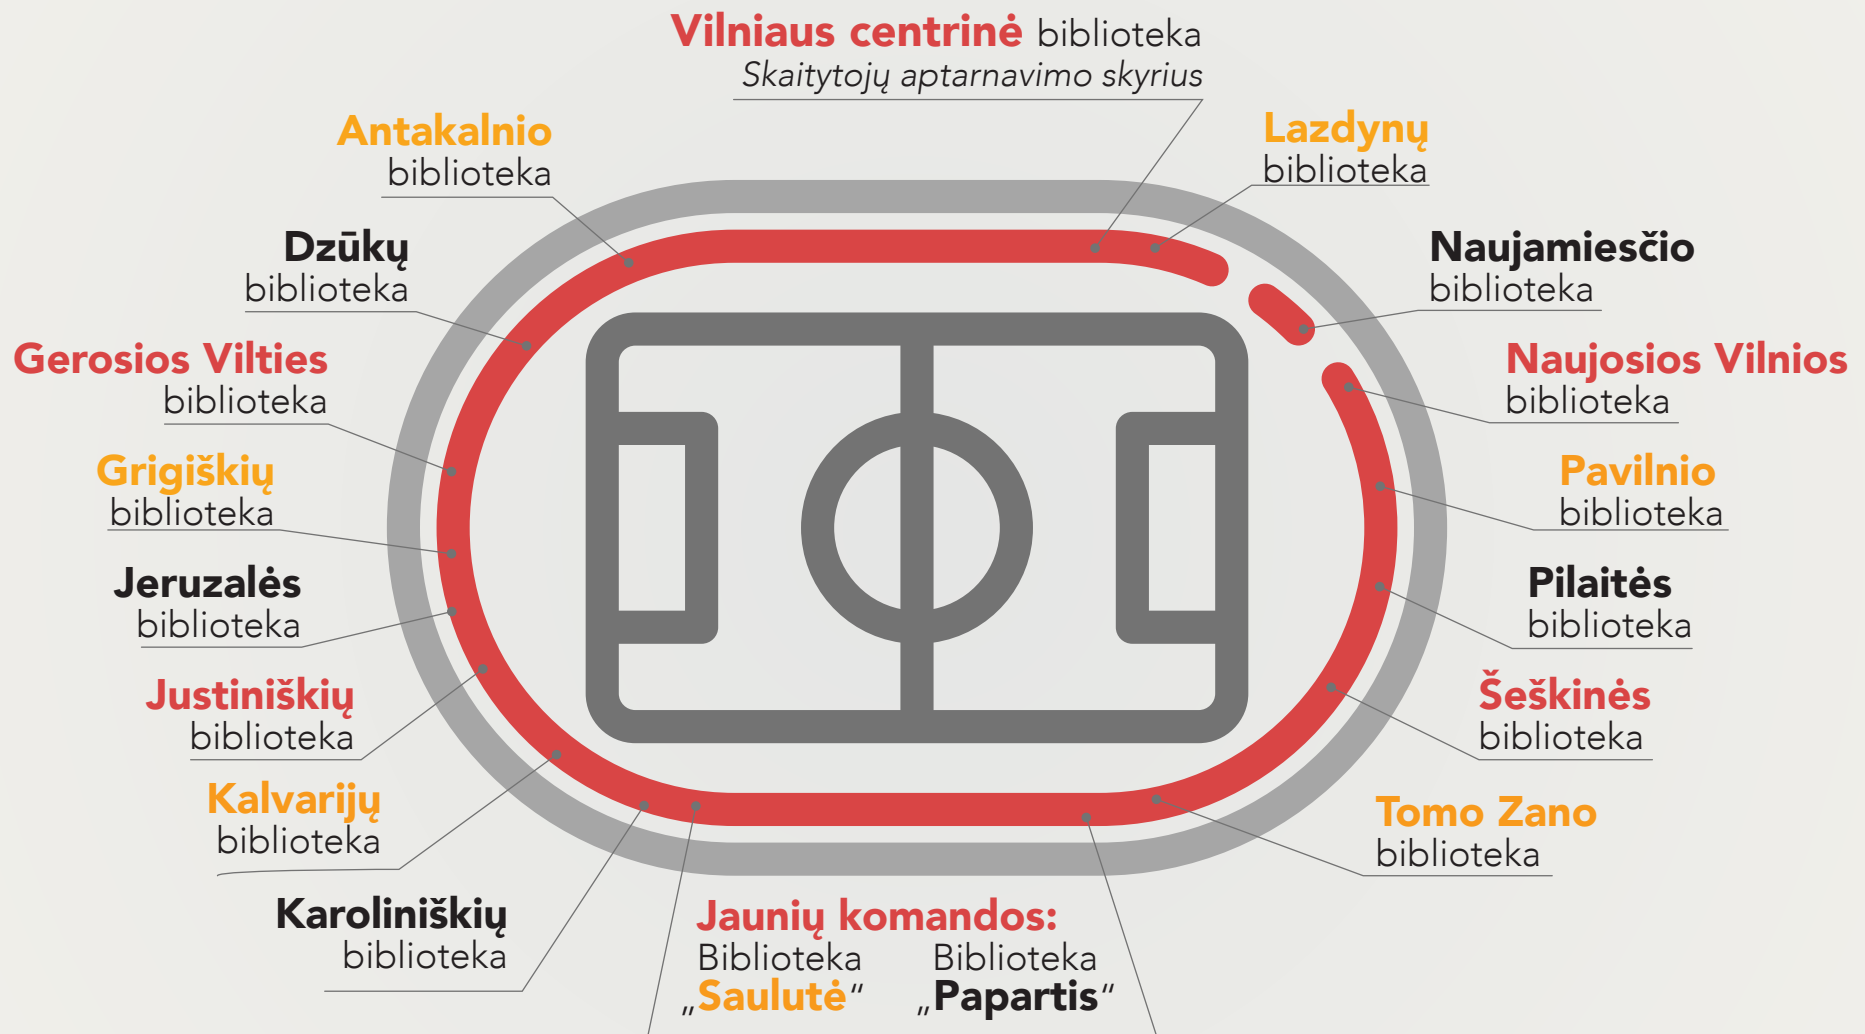 Vilniaus centrinė biblioteka
Skaitytojų aptarnavimo skyrius
Antakalnio
biblioteka
Lazdynų
biblioteka
Dzūkų
biblioteka
Naujamiesčio
biblioteka
Gerosios Vilties
biblioteka
Naujosios Vilnios
biblioteka
Grigiškių
biblioteka
Pavilnio
biblioteka
Jeruzalės
biblioteka
Pilaitės
biblioteka
Justiniškių
biblioteka
Šeškinės
biblioteka
Kalvarijų
biblioteka
Tomo Zano
biblioteka
Karoliniškių
biblioteka
Jaunių komandos:
Biblioteka
„Saulutė“
Biblioteka
„Papartis“